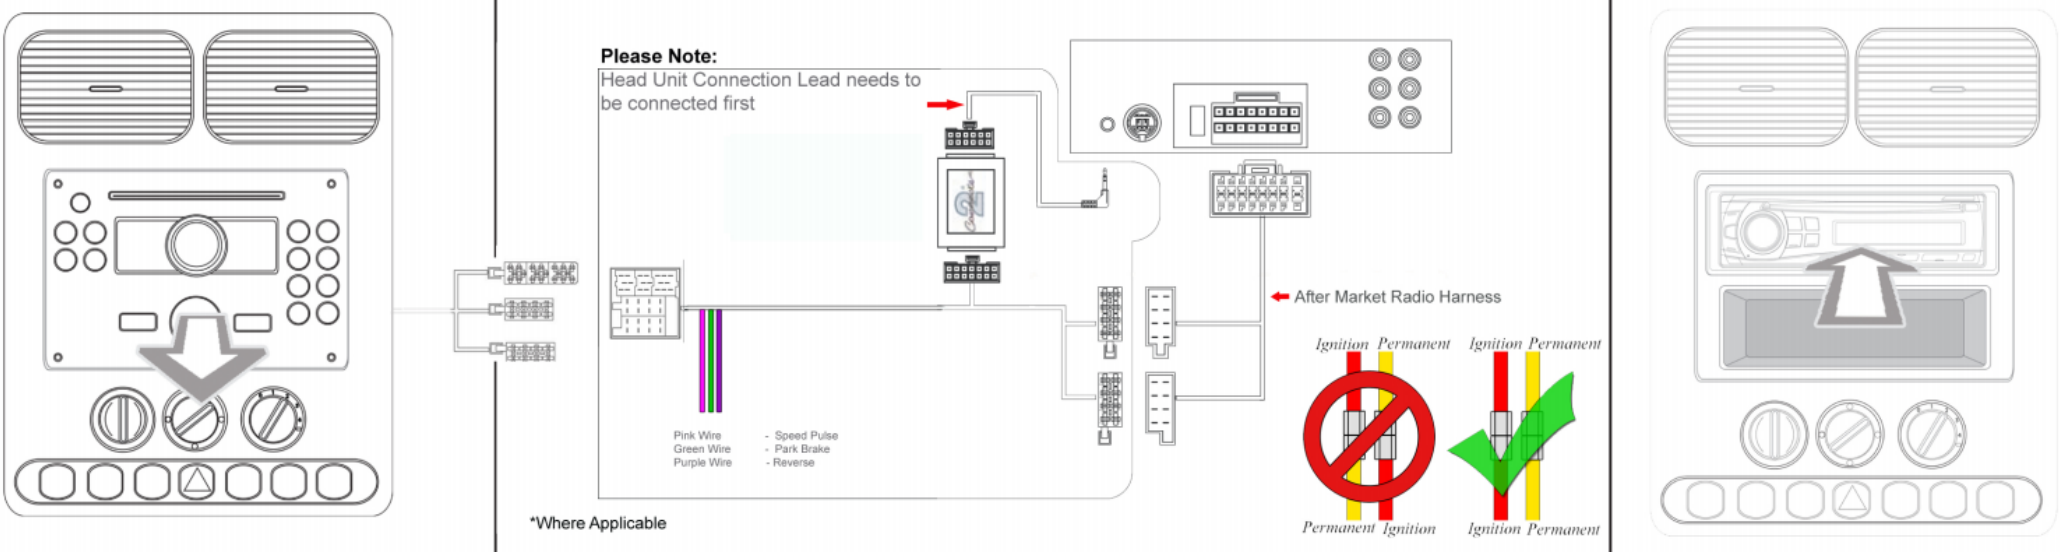 Please Note:
Head Unit Connection Lead needs to
be connected first
2
After Market Radio Harness
Ignition Permanent
Ignition Permanent
Pink Wire - Speed Pulse
Green Wire - Park Brake
Purple Wire - Reverse
Permanent Ignition
Ignition Permanent
*Where Applicable